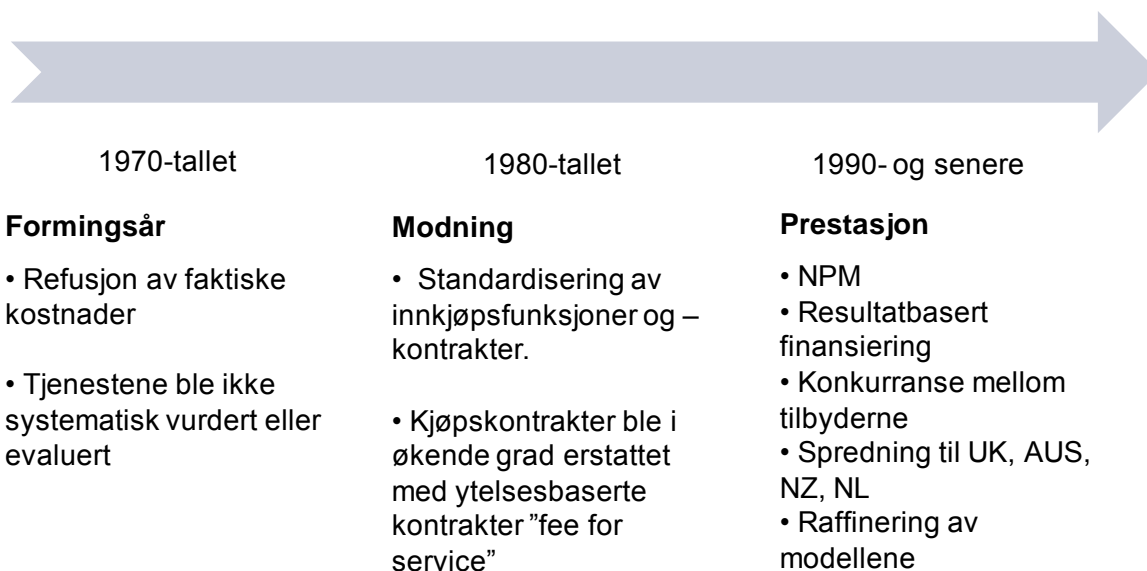 1970-tallet
Formingsår
• Refusjon av faktiske
kostnader
• Tjenestene ble ikke
systematisk vurdert eller
evaluert
1980-tallet
Modning
• Standardisering av
innkjøpsfunksjoner og –
kontrakter.
• Kjøpskontrakter ble i
økende grad erstattet
med ytelsesbaserte
kontrakter ”fee for
service”
1990- og senere
Prestasjon
• NPM
• Resultatbasert
finansiering
• Konkurranse mellom
tilbyderne
• Spredning til UK, AUS,
NZ, NL
• Raffinering av
modellene